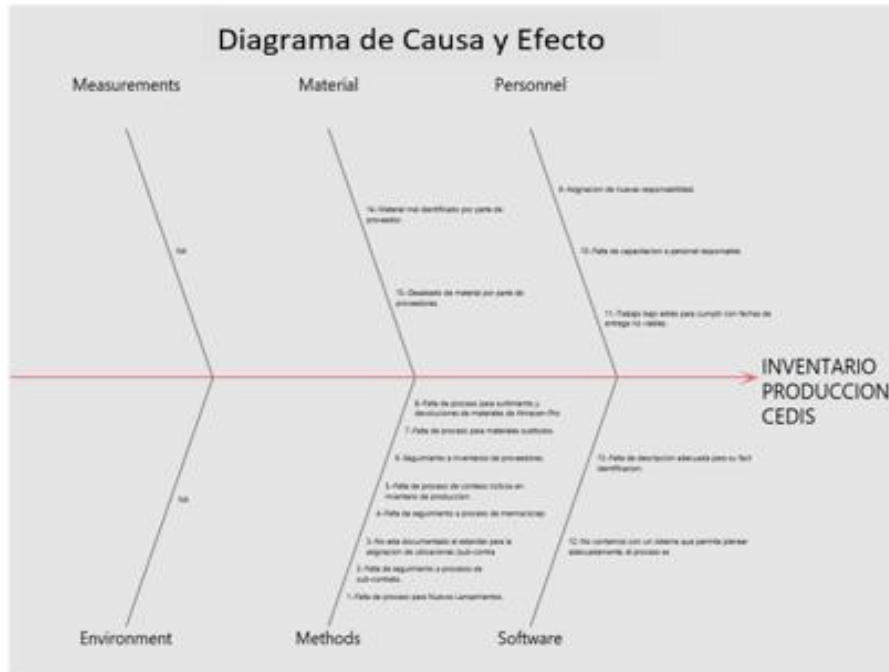 Diagrama de Causa y Efecto
Measurements
Material
Personnel
9.-Asignacion de nuevas responsabilidad.
14.-Material mal identificado por parte de
proveedor.
NA
10.-Falta de capacitacion a personal responsable.
15.-Desabasto de material por parte de
proveedores.
11.-Trabajo bajo estrés para cumplir con fechas de
entrega no viables.
INVENTARIO
PRODUCCION
CEDIS
8.-Falta de proceso para surtimiento y
devoluciones de materiales de Almacen-Pro
7.-Falta de proceso para materiales sustitutos.
6.-Seguimiento a inventarios de proveedores.
13.-Falta de descripcion adecuada para su facil
identificacion.
5.-Falta de proceso de conteos ciclicos en
inventario de produccion.
NA
4.-Falta de seguimiento a proceso de
3.-No esta documentado el estandar para la
asignacion de ubicaciones (sub-contra
12.-No contamos con un sistema que permita planear
adecuadamente el proceso
2.-Falta de seguimiento a procesos de
sub-contrato.
1.-Falta de proceso para Nuevos Lanzamientos.
Environment
Methods
Software